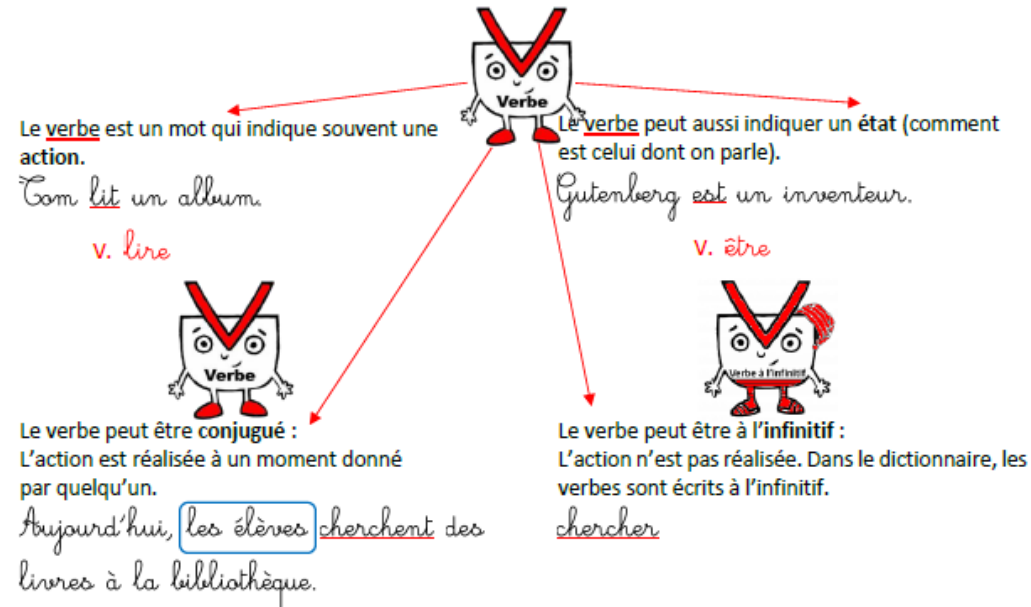 Verbe
Le verbe est un mot qui indique souvent une
action.
Tom lit un album.
v. lire
Le verbe peut aussi indiquer un état (comment
est celui dont on parle).
Gutenberg est un inventeur.
v. être
Verbe
Le verbe peut être conjugué :
L'action est réalisée à un moment donné
par quelqu'un.
Aujourd'hui, les élèves cherchent des
livres à la bibliothèque.
Verbe à l'infinitif
Le verbe peut être à l'infinitif :
L'action n'est pas réalisée. Dans le dictionnaire, les
verbes sont écrits à l'infinitif.
chercher